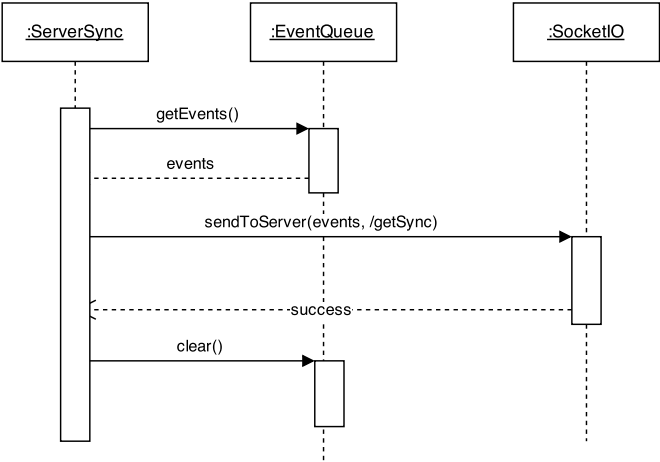 :ServerSync
:EventQueue
:SocketIO
getEvents()
events
sendToServer(events, /getSync)
success
clear()